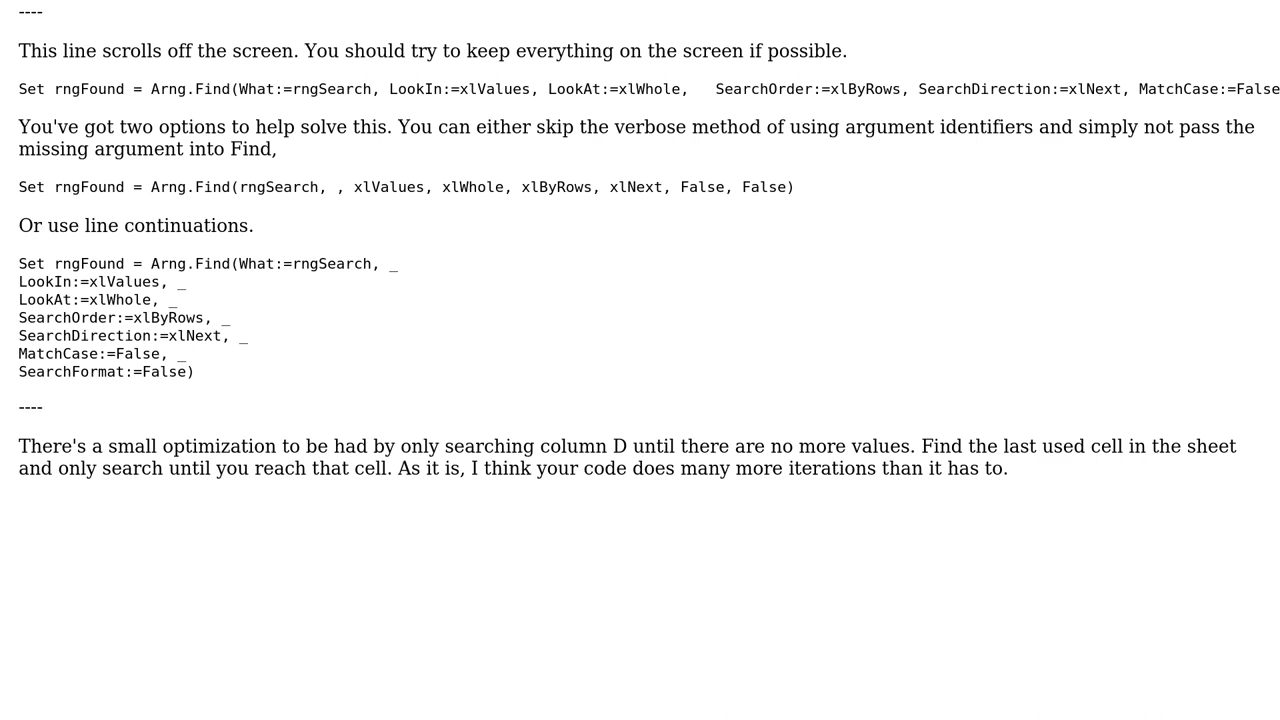 ----
This line scrolls off the screen. You should try to keep everything on the screen if possible.
Set rngFound = Arng.Find(What:=rngSearch, LookIn:=xlValues, LookAt:=xlWhole,   SearchOrder:=xlByRows, SearchDirection:=xlNext, MatchCase:=False
You've got two options to help solve this. You can either skip the verbose method of using argument identifiers and simply not pass the
missing argument into Find,
Set rngFound = Arng.Find(rngSearch, , xlValues, xlWhole, xlByRows, xlNext, False, False)
Or use line continuations.
Set rngFound = Arng.Find(What:=rngSearch, _
LookIn:=xlValues, _
LookAt:=xlWhole, _
SearchOrder:=xlByRows, _
SearchDirection:=xlNext, _
MatchCase:=False, _
SearchFormat:=False)
----
There's a small optimization to be had by only searching column D until there are no more values. Find the last used cell in the sheet
and only search until you reach that cell. As it is, I think your code does many more iterations than it has to.